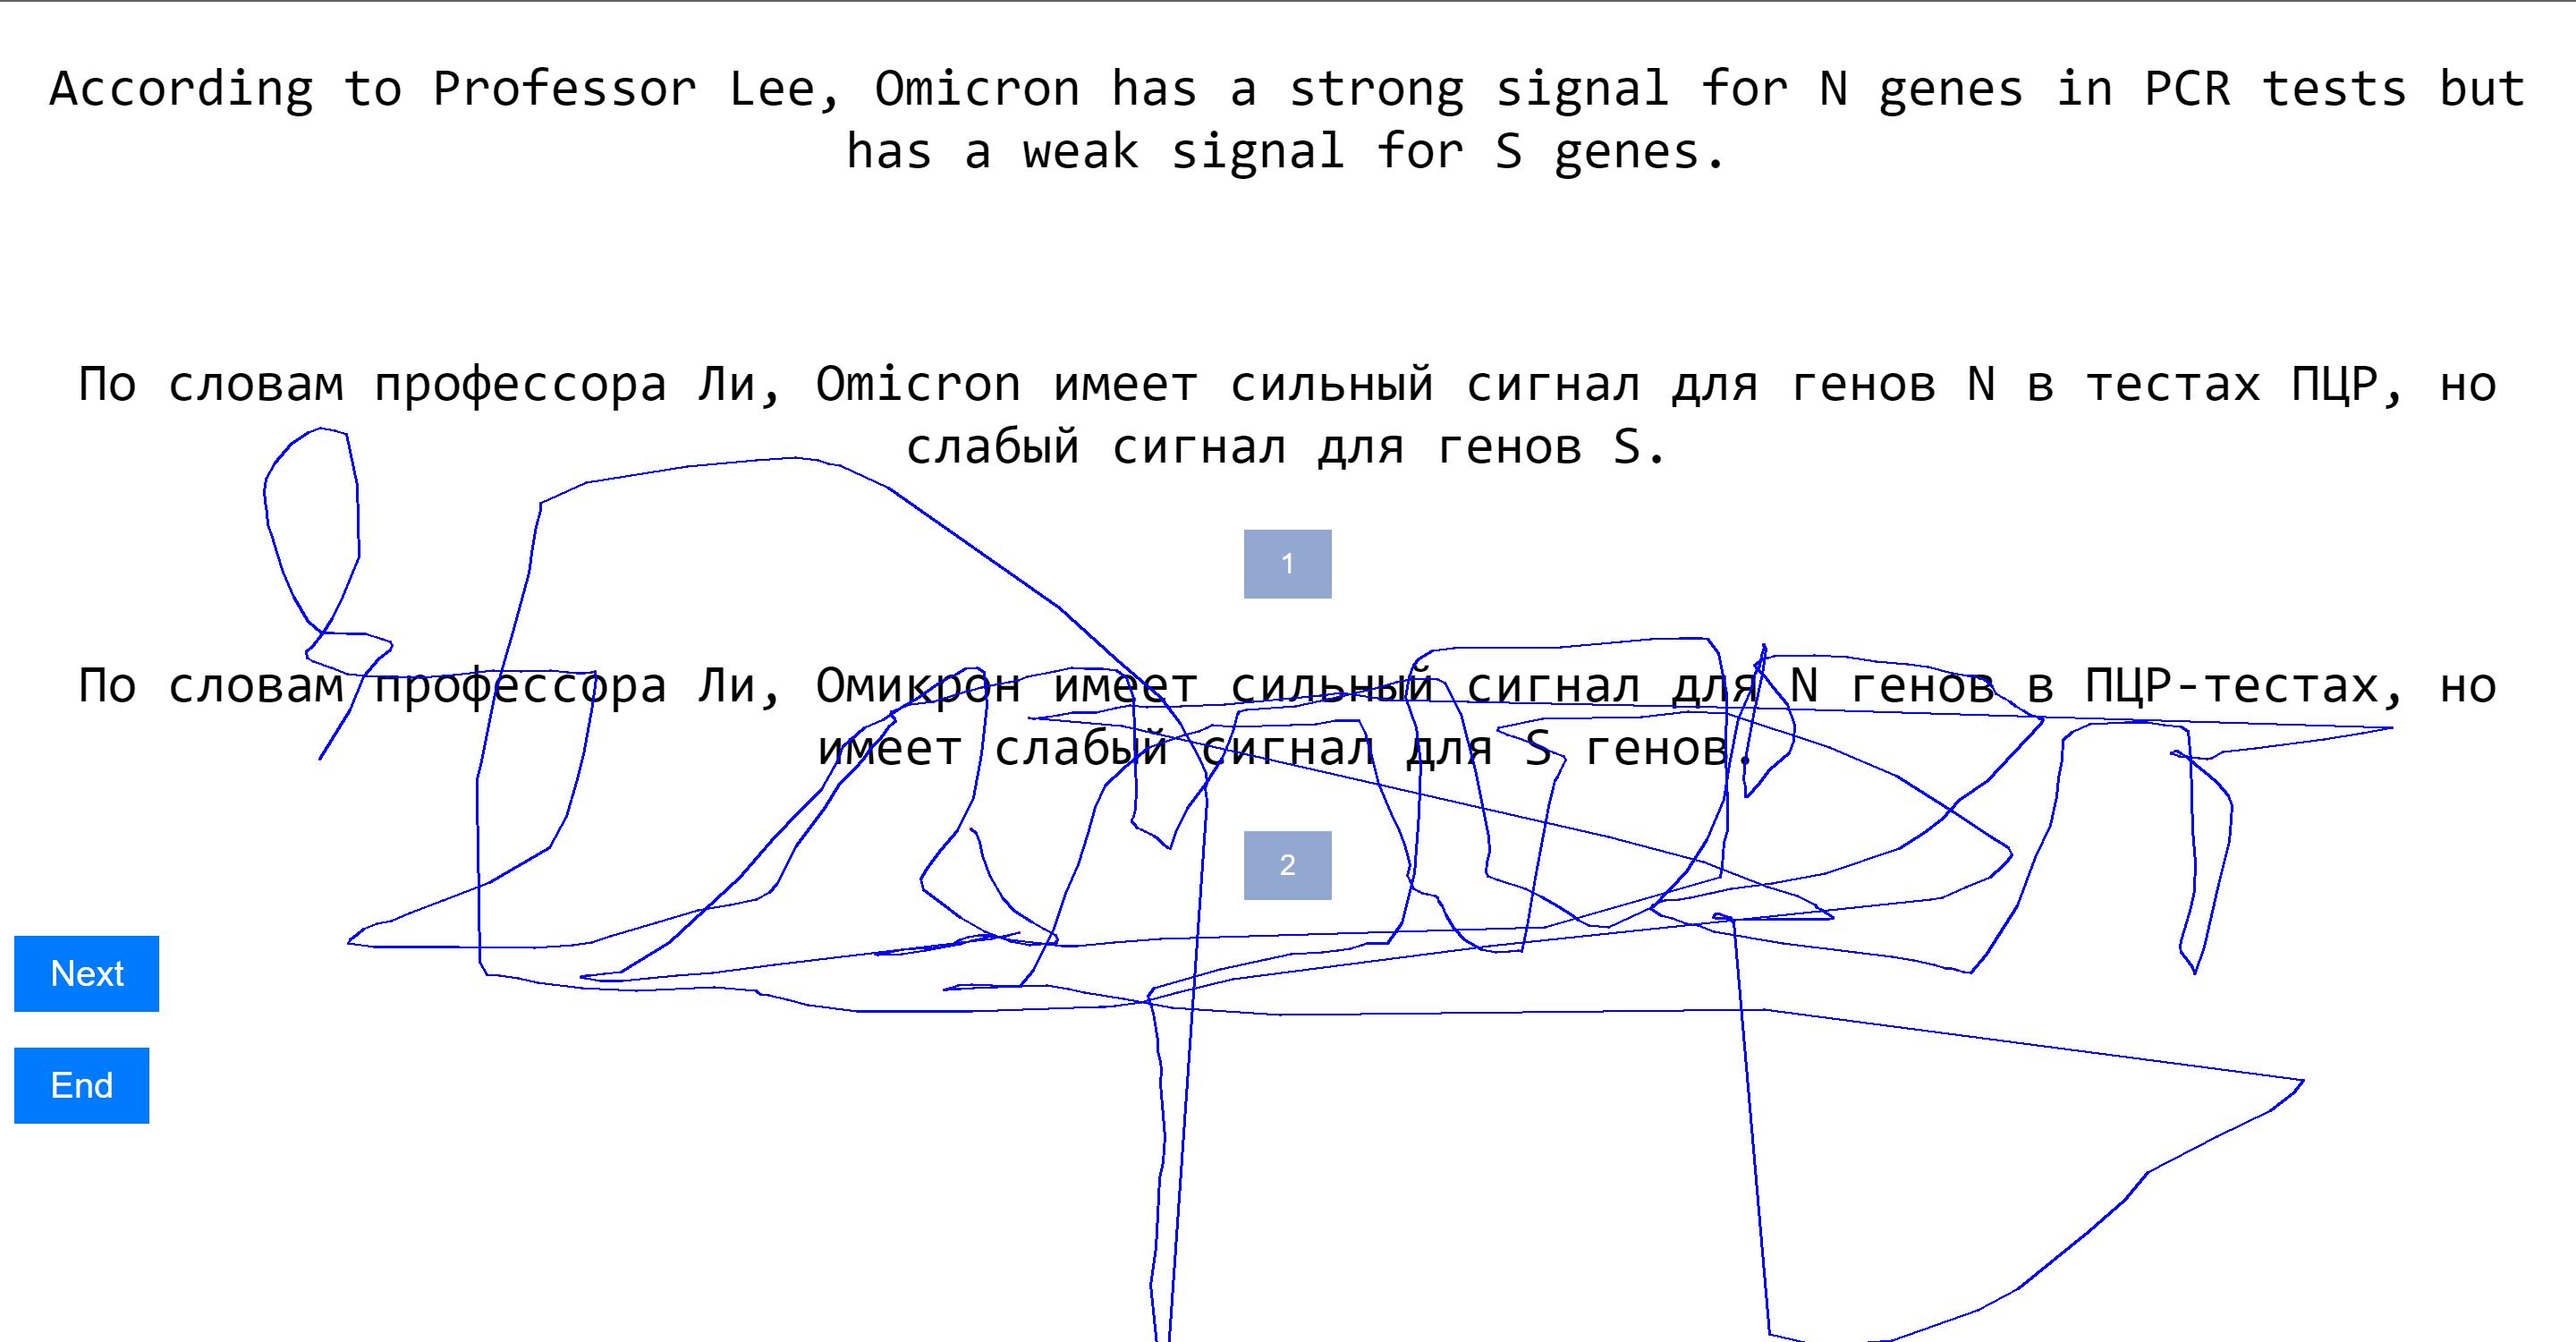 According to Professor Lee, Omicron has a strong signal for N genes in PCR tests but
has a weak signal for S genes.
По словам профессора Ли, Omicron имеет сильный сигнал для генов N в тестах ПЦР, но
слабый сигнал для генов S.
1
По словам профессора Ли, Омикрон имеет сильный сигнал для N генов в ПЦР-тестах, но
имеет слабый сигнал для S генов.
2
Next
End